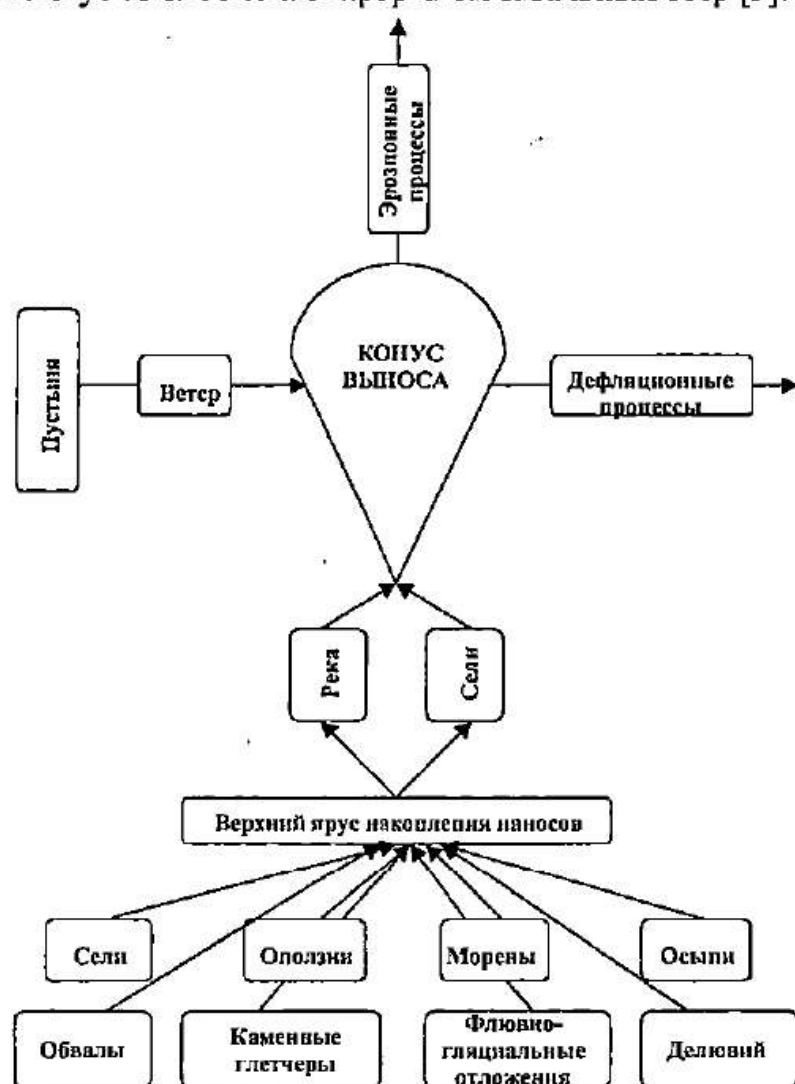 Эрозионные
процессы
КОНУС
ВЫНОСА
Пустыня
Ветер
Дефляционные
процессы
Река
Сели
Верхний ярус накопления наносов
Сели
Оползни
Морены
Осыпи
Обвалы
Каменные
глетчеры
Флювио-
гляциальные
отложения
Делювий